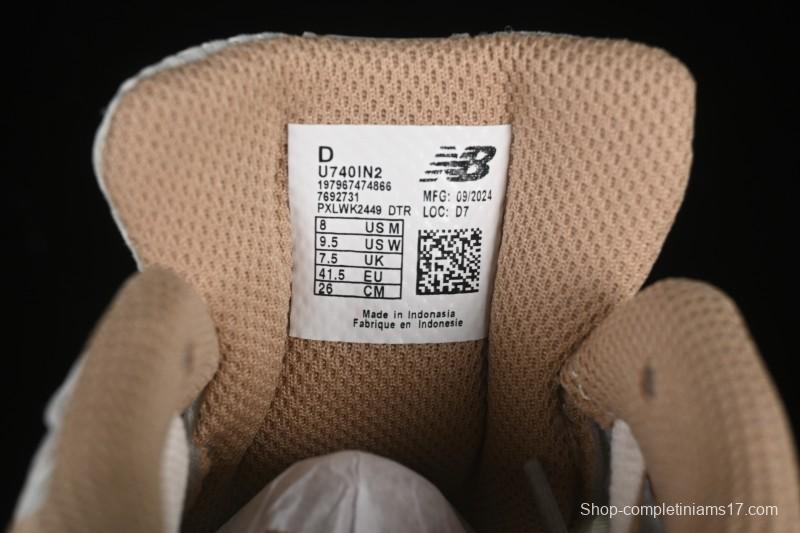 D
U740IN2
197967474866
7692731
PXLWK2449 DTR
NB
MFG: 09/2024
LOC: D7
8 US M
9.5 US W
7.5 UK
41.5 EU
26 CM
Made in Indonasia
Fabrique en Indonesie
Shop-completiniams17.com